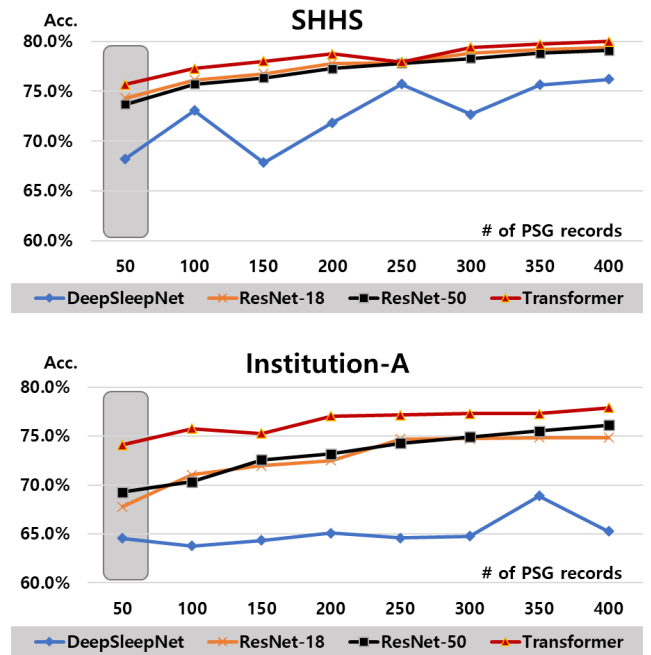 SHHS
Acc.
80.0%
75.0%
70.0%
65.0%
60.0%
# of PSG records
50 100 150 200 250 300 350 400
DeepSleepNet ResNet-18 ResNet-50 Transformer
Institution-A
Acc.
80.0%
75.0%
70.0%
65.0%
60.0%
# of PSG records
50 100 150 200 250 300 350 400
DeepSleepNet ResNet-18 ResNet-50 Transformer